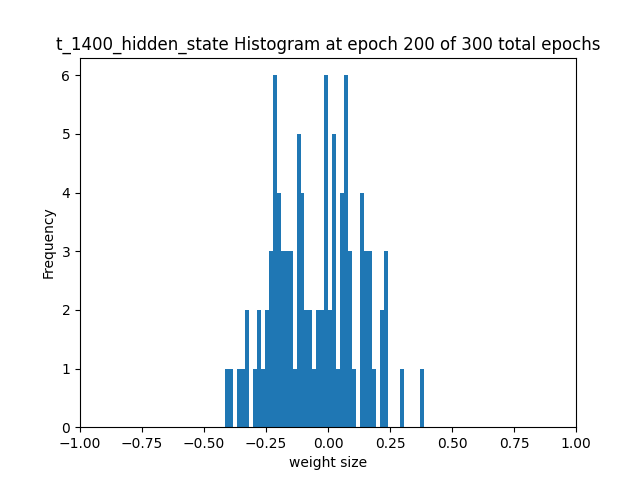 t_1400_hidden_state Histogram at epoch 200 of 300 total epochs
6
5
4
3
2
1
0
Frequency
−1.00 −0.75 −0.50 −0.25 0.00 0.25 0.50 0.75 1.00
weight size